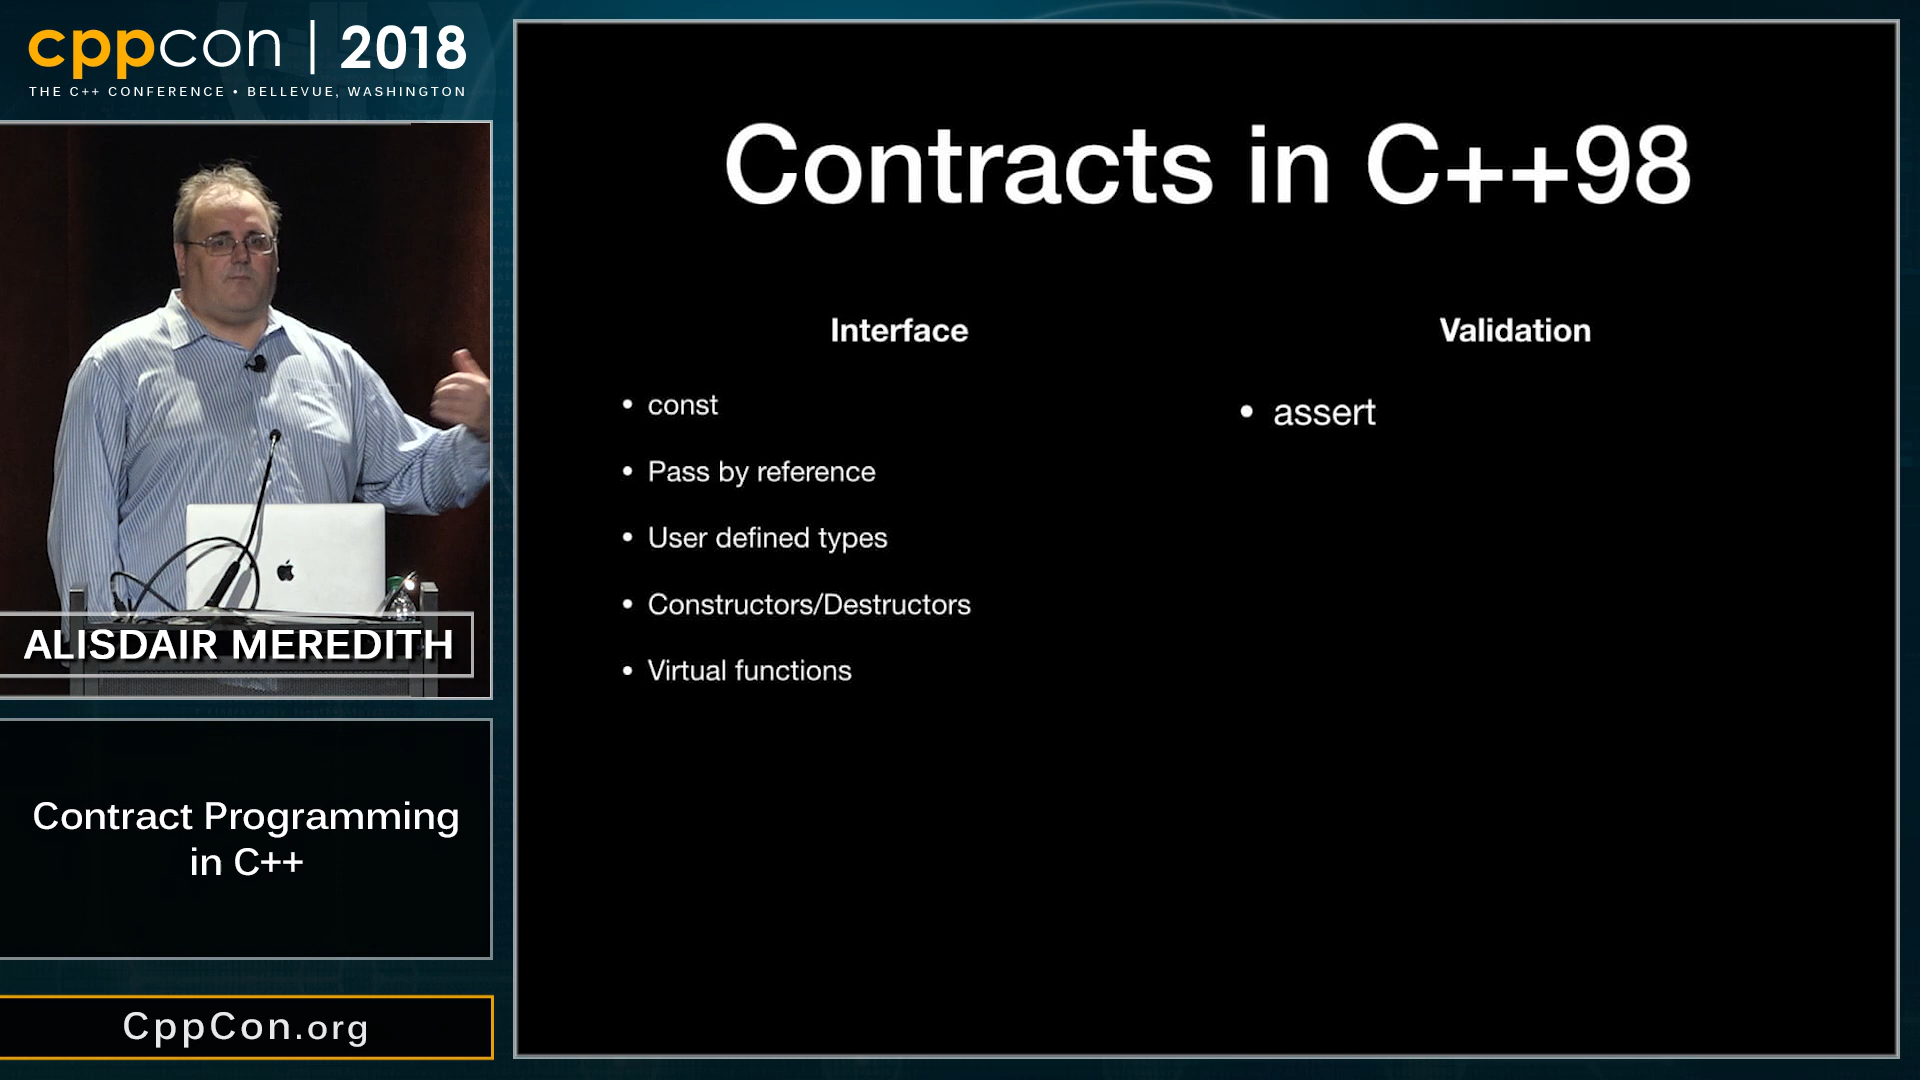 cppcon | 2018
THE C++ CONFERENCE • BELLEVUE, WASHINGTON
ALISDAIR MEREDITH
Contract Programming
in C++
CppCon.org
Contracts in C++98
Interface
• const
• Pass by reference
• User defined types
• Constructors/Destructors
• Virtual functions
Validation
• assert